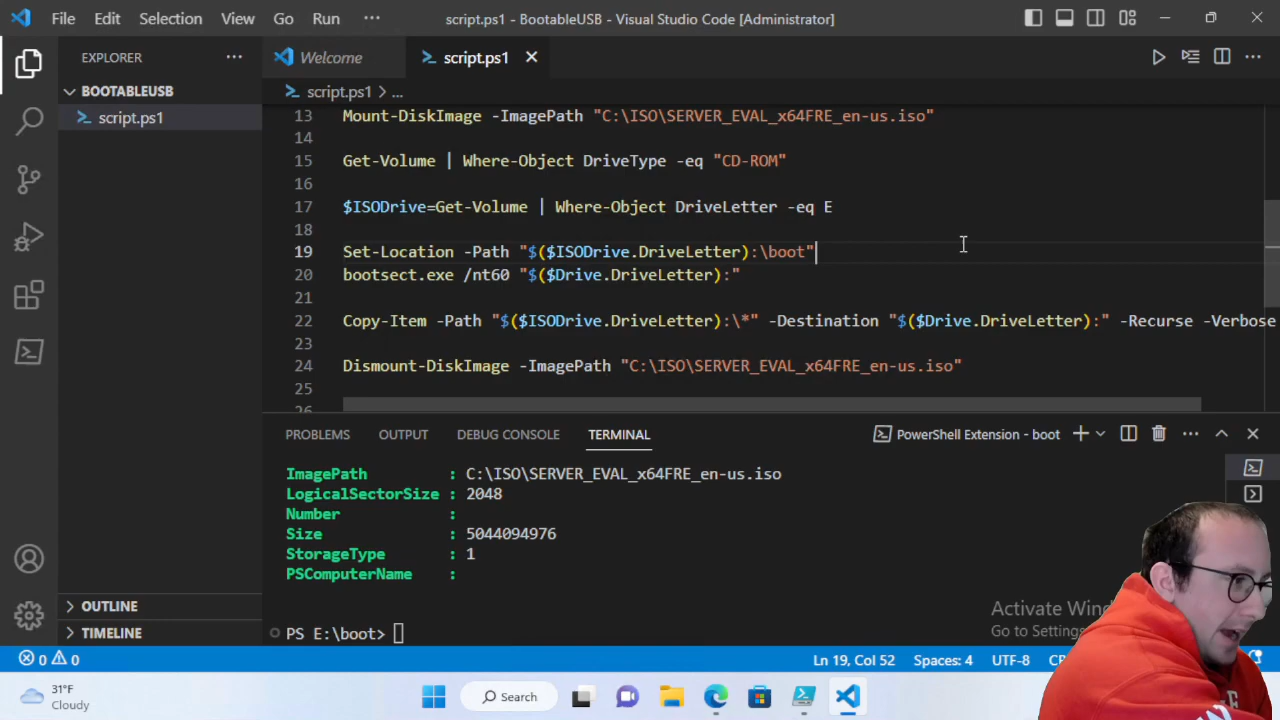 File Edit Selection View Go Run ··· script.ps1 - BootableUSB - Visual Studio Code [Administrator]
EXPLORER ···
Welcome
script.ps1
BOOTABLEUSB
script.ps1
script.ps1 > ...
13 Mount-DiskImage -ImagePath "C:\ISO\SERVER_EVAL_x64FRE_en-us.iso"
14
15 Get-Volume | Where-Object DriveType -eq "CD-ROM"
16
17 $ISODrive=Get-Volume | Where-Object DriveLetter -eq E
18
19 Set-Location -Path "$($ISODrive.DriveLetter):\boot"
20 bootsect.exe /nt60 "$($Drive.DriveLetter):"
21
22 Copy-Item -Path "$($ISODrive.DriveLetter):\*" -Destination "$($Drive.DriveLetter):" -Recurse -Verbose
23
24 Dismount-DiskImage -ImagePath "C:\ISO\SERVER_EVAL_x64FRE_en-us.iso"
25
26
PROBLEMS OUTPUT DEBUG CONSOLE TERMINAL PowerShell Extension - boot
ImagePath : C:\ISO\SERVER_EVAL_x64FRE_en-us.iso
LogicalSectorSize : 2048
Number :
Size : 5044094976
StorageType : 1
PSComputerName :
PS E:\boot>
OUTLINE
TIMELINE
Activate Win
Go to Settings
0 0 Ln 19, Col 52 Spaces: 4 UTF-8
31°F
Cloudy
Search